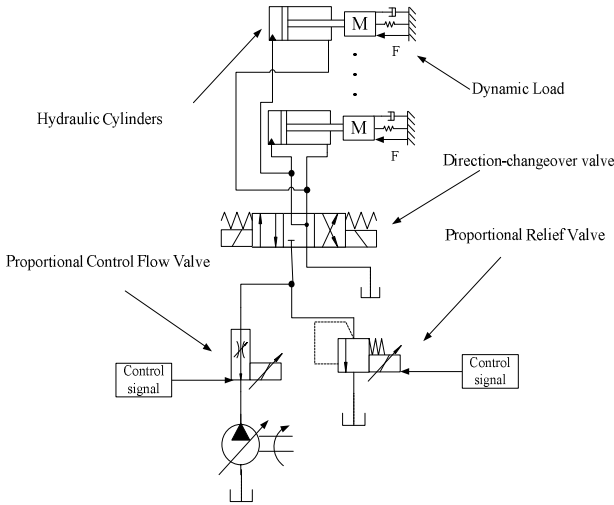 M
F
Dynamic Load
Hydraulic Cylinders
M
F
Direction-changeover valve
Proportional Relief Valve
Proportional Control Flow Valve
Control
signal
Control
signal